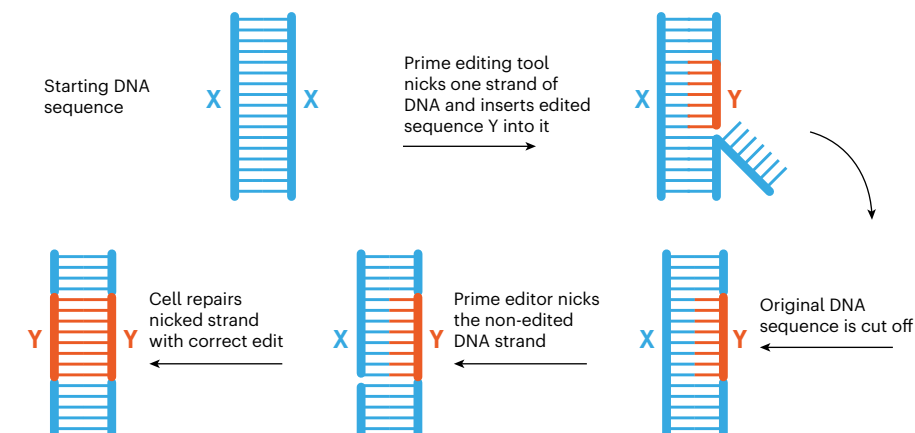 Starting DNA
sequence
X
X
Prime editing tool
nicks one strand of
DNA and inserts edited
sequence Y into it
X
Y
Original DNA
sequence is cut off
X
Y
Prime editor nicks
the non-edited
DNA strand
X
Y
Cell repairs
nicked strand
with correct edit
Y
Y